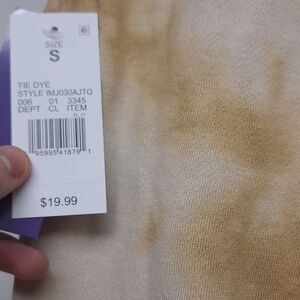 SIZE
S
TIE DYE
STYLE IMJ030AJTG
006 01 3345
DEPT CL ITEM
95995 41879 1
$19.99